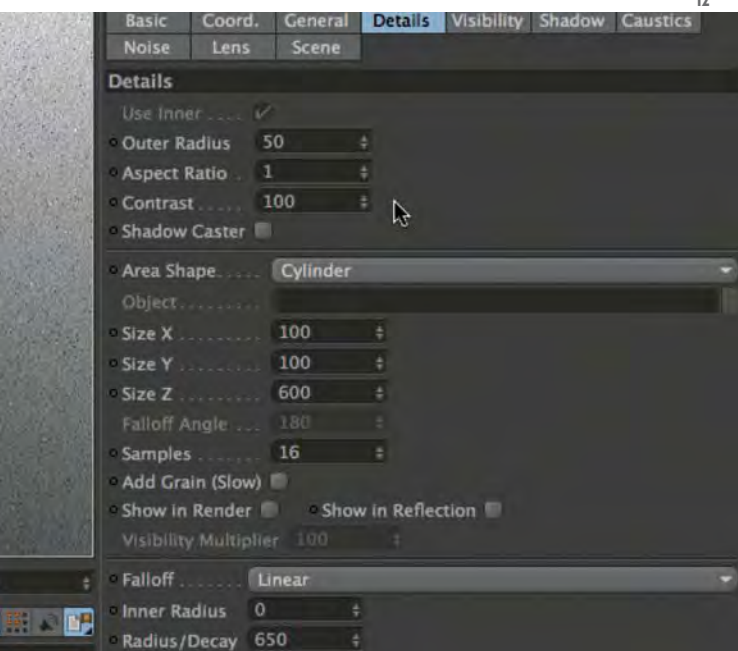 12
Basic Coord. General Details Visibility Shadow Caustics
Noise Lens Scene
Details
Use Inner ....
Outer Radius 50
Aspect Ratio . 1
Contrast ..... 100
Shadow Caster
Area Shape..... Cylinder
Object.........
Size X ......... 100
Size Y ......... 100
Size Z ......... 600
Falloff Angle ... 180
Samples ....... 16
Add Grain (Slow)
Show in Render Show in Reflection
Visibility Multiplier 100
Falloff ....... Linear
Inner Radius 0
Radius/Decay 650